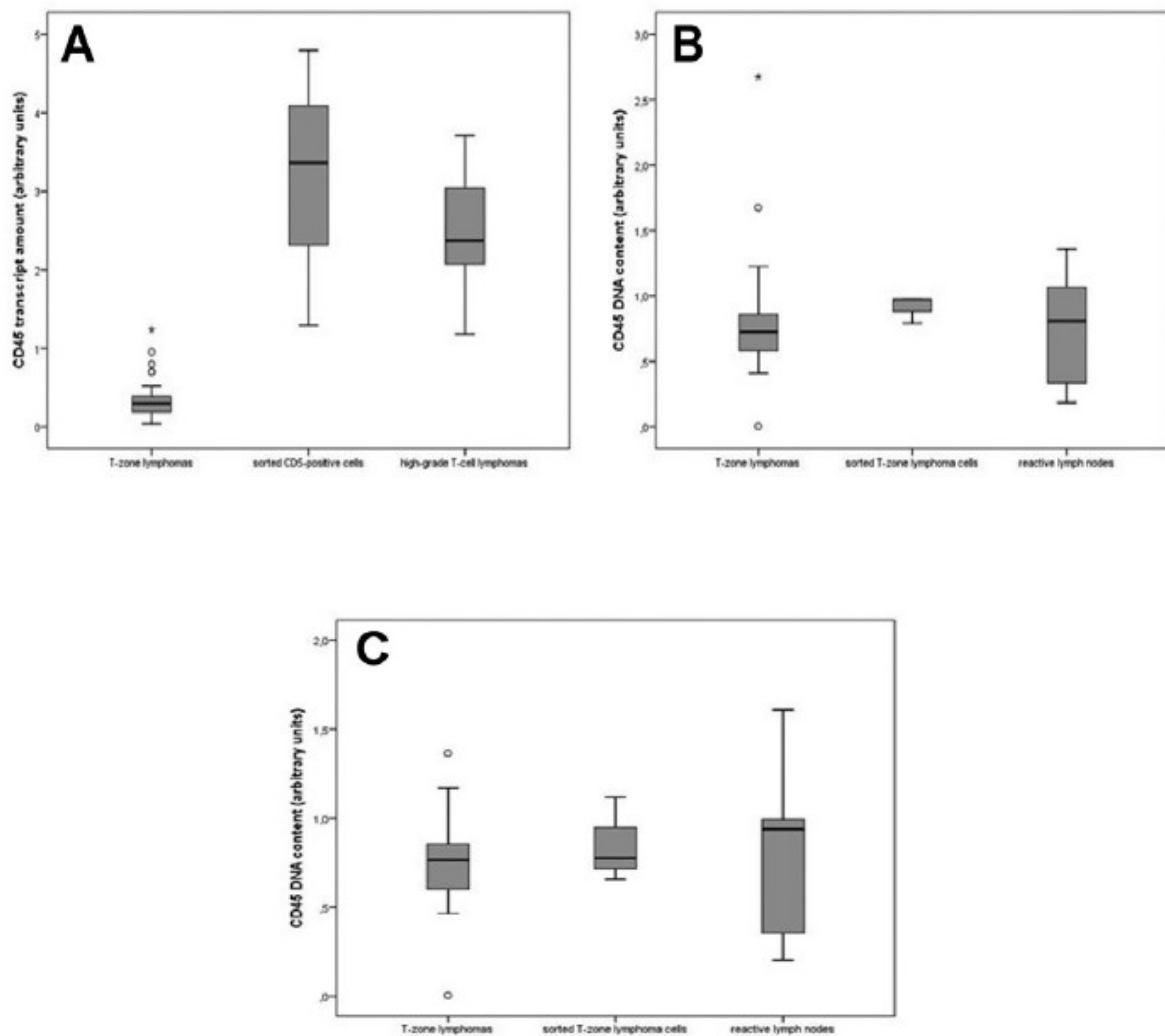 A
CD45 transcript amount (arbitrary units)
5
4
3
2
1
0
T-zone lymphomas
sorted CD5-positive cells
high-grade T-cell lymphomas
B
CD45 DNA content (arbitrary units)
3,0
2,5
2,0
1,5
1,0
,5
,0
T-zone lymphomas
sorted T-zone lymphoma cells
reactive lymph nodes
C
CD45 DNA content (arbitrary units)
2,0
1,5
1,0
,5
,0
T-zone lymphomas
sorted T-zone lymphoma cells
reactive lymph nodes